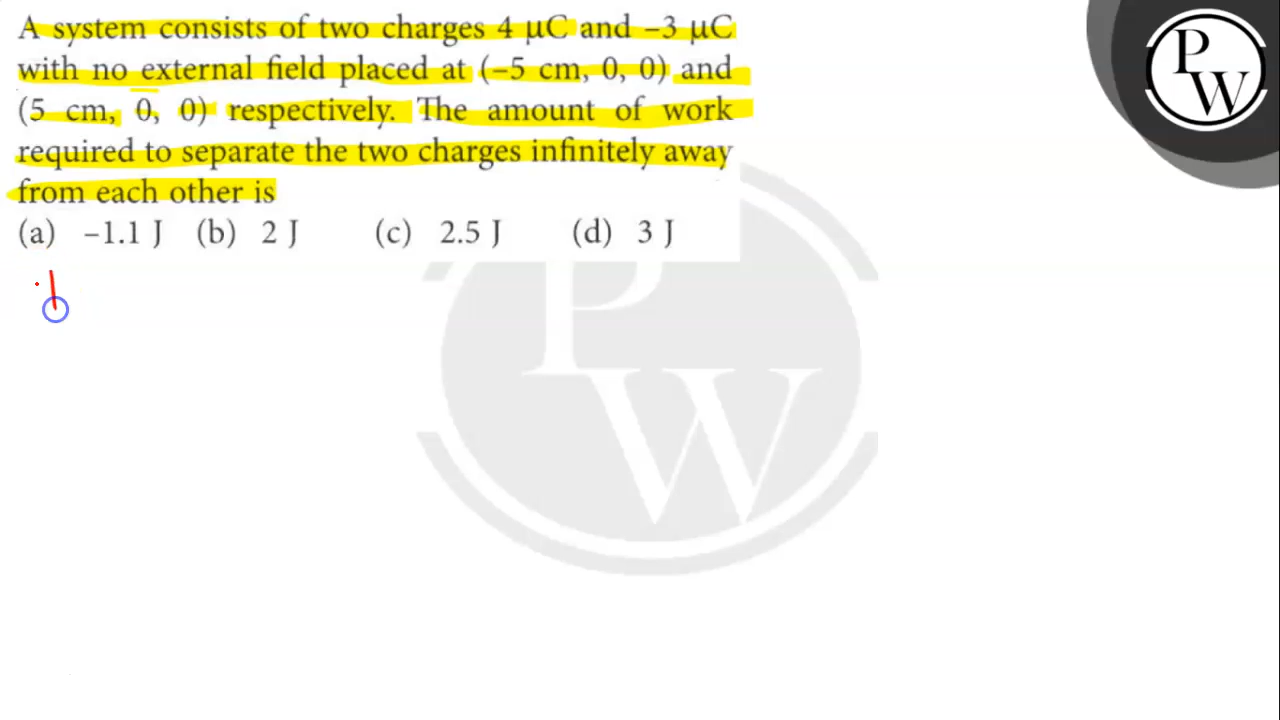 A system consists of two charges 4 μC and –3 μC
with no external field placed at (–5 cm, 0, 0) and
(5 cm, 0, 0) respectively. The amount of work
required to separate the two charges infinitely away
from each other is
(a) –1.1 J (b) 2 J (c) 2.5 J (d) 3 J
P
W
P
W